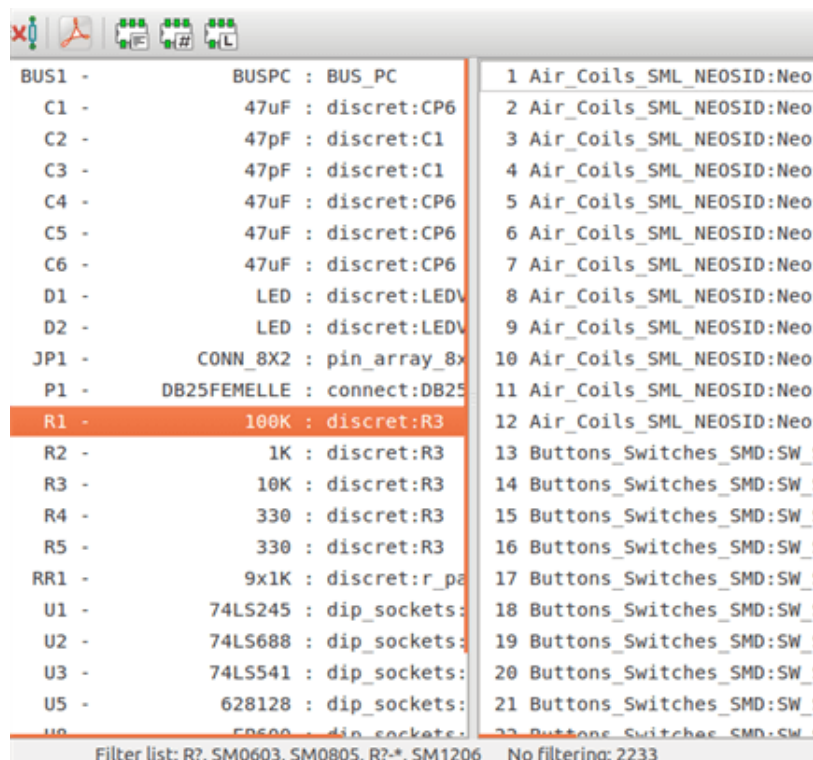 BUS1 - BUSPC : BUS_PC
C1 - 47uF : discret:CP6
C2 - 47pF : discret:C1
C3 - 47pF : discret:C1
C4 - 47uF : discret:CP6
C5 - 47uF : discret:CP6
C6 - 47uF : discret:CP6
D1 - LED : discret:LEDV
D2 - LED : discret:LEDV
JP1 - CONN_8X2 : pin_array_8x
P1 - DB25FEMELLE : connect:DB25
R1 - 100K : discret:R3
R2 - 1K : discret:R3
R3 - 10K : discret:R3
R4 - 330 : discret:R3
R5 - 330 : discret:R3
RR1 - 9x1K : discret:r_pa
U1 - 74LS245 : dip_sockets:
U2 - 74LS688 : dip_sockets:
U3 - 74LS541 : dip_sockets:
U5 - 628128 : dip_sockets:
U8 - EP600 : dip_sockets:
1 Air_Coils_SML_NEOSID:Neo
2 Air_Coils_SML_NEOSID:Neo
3 Air_Coils_SML_NEOSID:Neo
4 Air_Coils_SML_NEOSID:Neo
5 Air_Coils_SML_NEOSID:Neo
6 Air_Coils_SML_NEOSID:Neo
7 Air_Coils_SML_NEOSID:Neo
8 Air_Coils_SML_NEOSID:Neo
9 Air_Coils_SML_NEOSID:Neo
10 Air_Coils_SML_NEOSID:Neo
11 Air_Coils_SML_NEOSID:Neo
12 Air_Coils_SML_NEOSID:Neo
13 Buttons_Switches_SMD:SW_
14 Buttons_Switches_SMD:SW_
15 Buttons_Switches_SMD:SW_
16 Buttons_Switches_SMD:SW_
17 Buttons_Switches_SMD:SW_
18 Buttons_Switches_SMD:SW_
19 Buttons_Switches_SMD:SW_
20 Buttons_Switches_SMD:SW_
21 Buttons_Switches_SMD:SW_
22 Buttons_Switches_SMD:SW_
Filter list: R?, SM0603, SM0805, R?-*, SM1206 No filtering: 2233